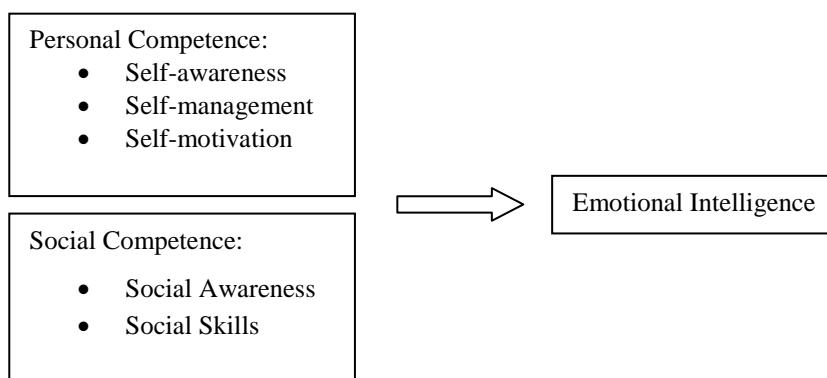 Personal Competence:
• Self-awareness
• Self-management
• Self-motivation
Social Competence:
• Social Awareness
• Social Skills
Emotional Intelligence